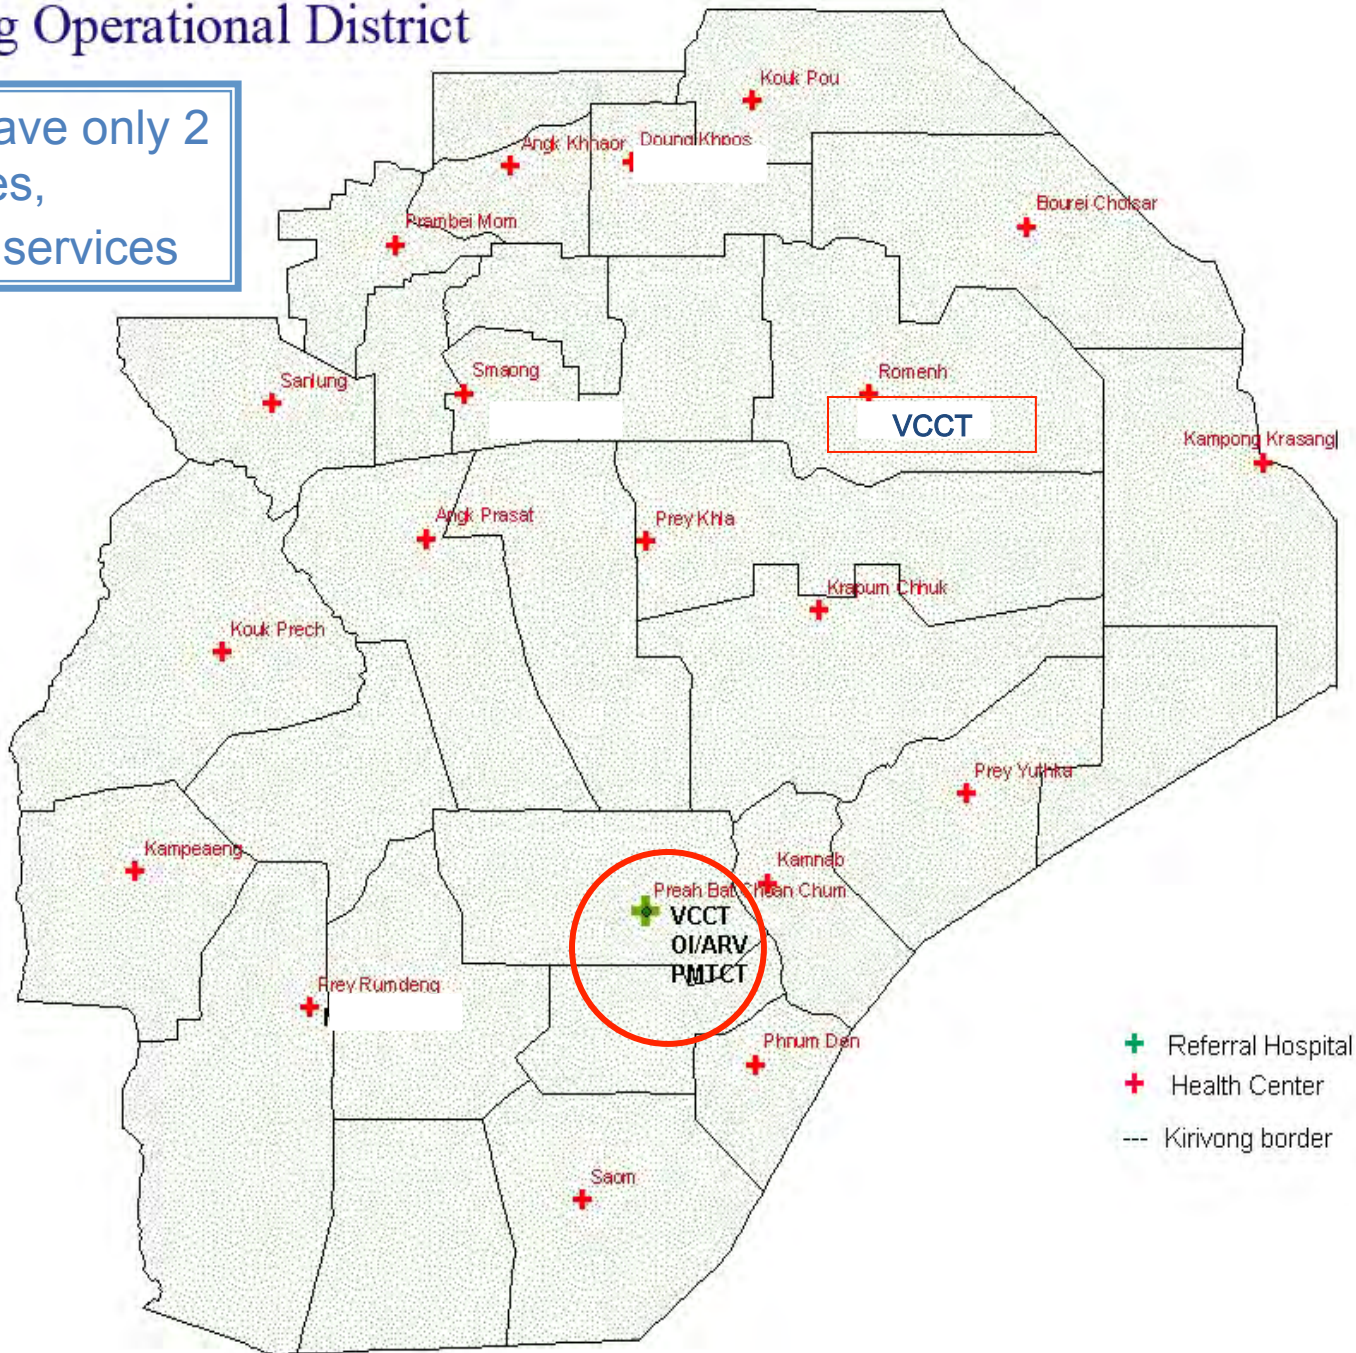 g Operational District
ave only 2
es,
services
Kouk Pou
Angk Khnaor
Doung Khpos
Bourei Cholsar
Prambei Mom
Sanlung
Smaong
Romenh
VCCT
Kampong Krasang
Angk Prasat
Prey Khla
Krapum Chhuk
Kouk Prech
Prey Yuthka
Kampeaeng
Kamnab
Preah Bat Choan Chum
VCCT
OI/ARV
PMTCT
Prey Rumdeng
Phnum Den
Referral Hospital
Health Center
--- Kirivong border
Saom